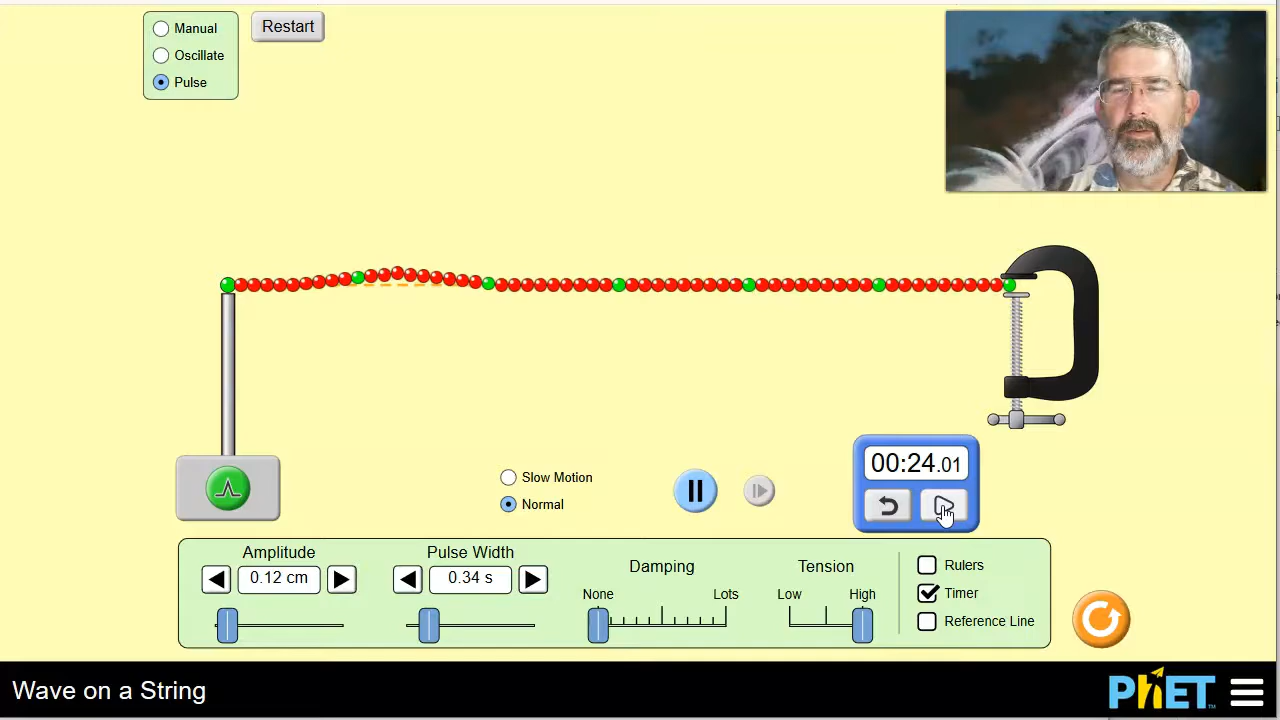 Manual
Restart
Oscillate
Pulse
00:24.01
Slow Motion
Normal
Amplitude
Pulse Width
Damping
Tension
0.12 cm
0.34 s
None
Lots
Low
High
Rulers
Timer
Reference Line
Wave on a String
PhET